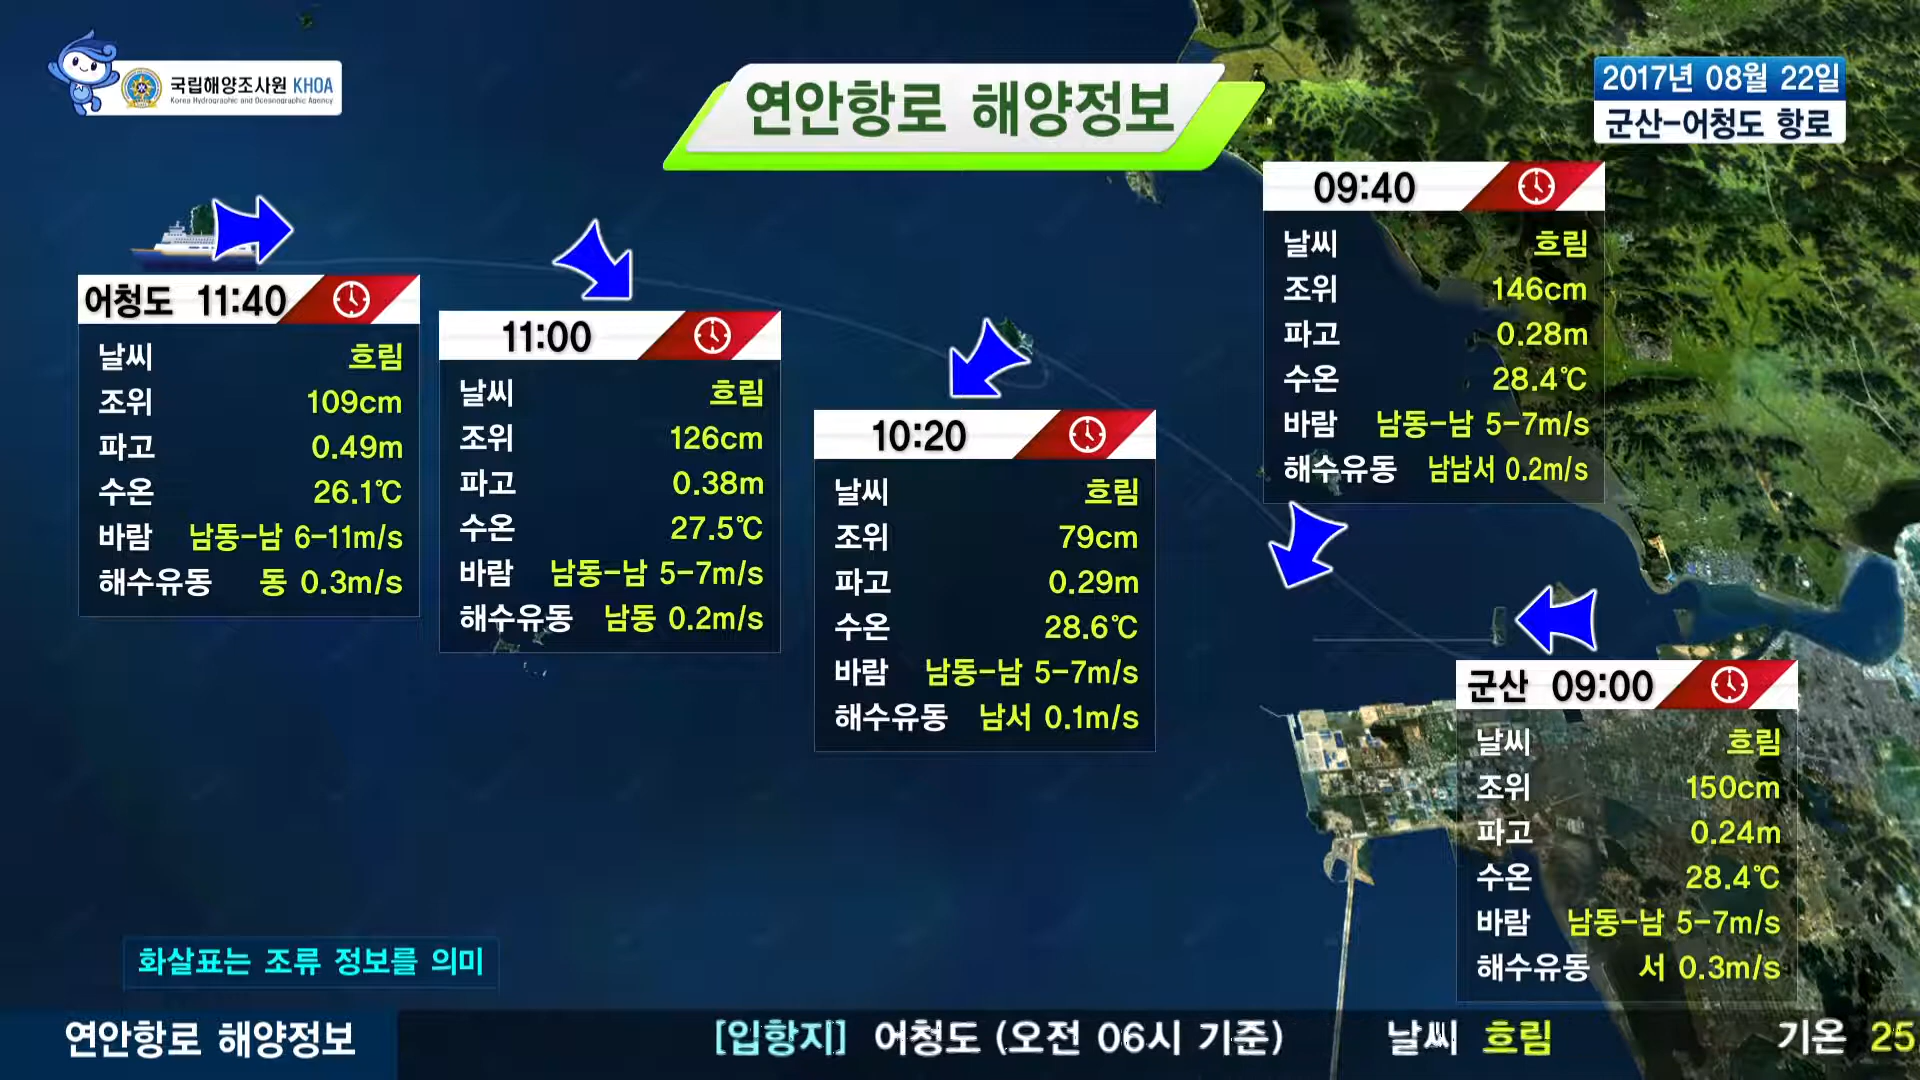 국립해양조사원 KHOA
Korea Hydrographic and Oceanographic Agency
연안항로 해양정보
2017년 08월 22일
군산-어청도 항로
어청도 11:40
날씨 흐림
조위 109cm
파고 0.49m
수온 26.1℃
바람 남동-남 6-11m/s
해수유동 동 0.3m/s
11:00
날씨 흐림
조위 126cm
파고 0.38m
수온 27.5℃
바람 남동-남 5-7m/s
해수유동 남동 0.2m/s
10:20
날씨 흐림
조위 79cm
파고 0.29m
수온 28.6℃
바람 남동-남 5-7m/s
해수유동 남서 0.1m/s
09:40
날씨 흐림
조위 146cm
파고 0.28m
수온 28.4℃
바람 남동-남 5-7m/s
해수유동 남남서 0.2m/s
군산 09:00
날씨 흐림
조위 150cm
파고 0.24m
수온 28.4℃
바람 남동-남 5-7m/s
해수유동 서 0.3m/s
화살표는 조류 정보를 의미
연안항로 해양정보
[입항지] 어청도 (오전 06시 기준) 날씨 흐림 기온 25